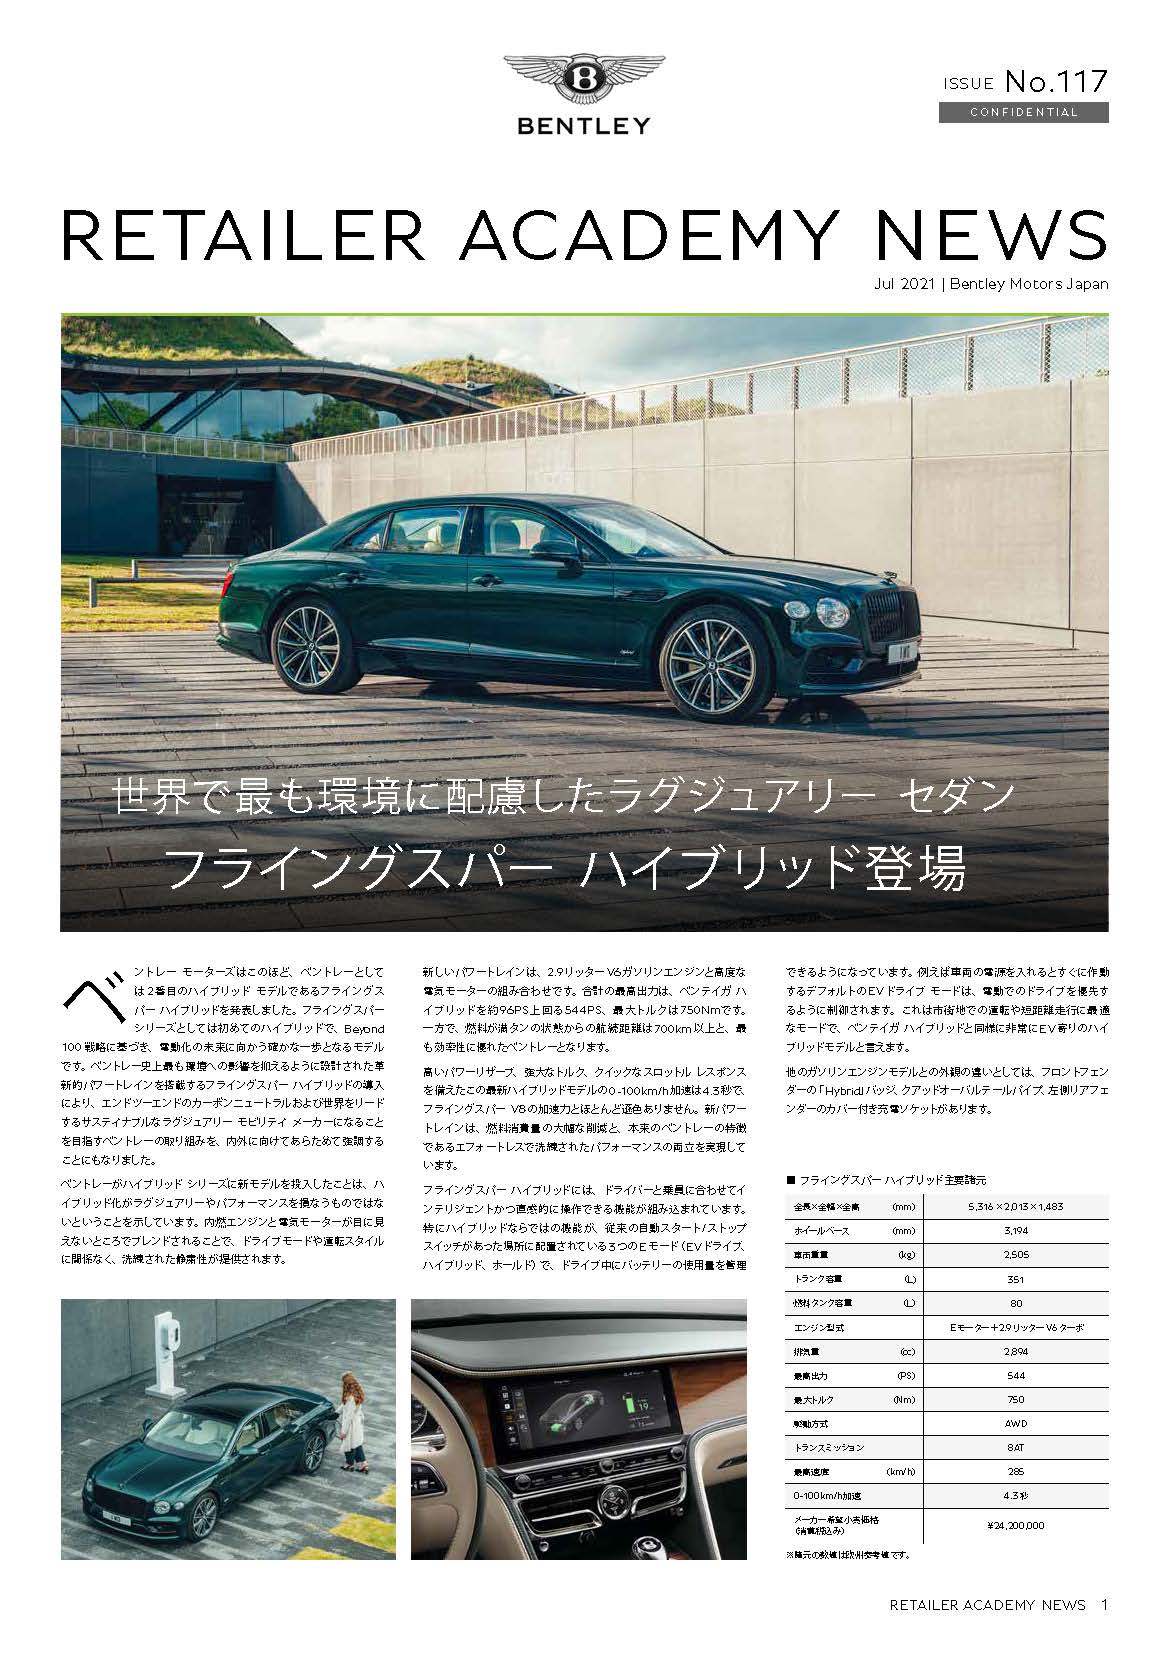 BENTLEY
ISSUE No.117
CONFIDENTIAL
RETAILER ACADEMY NEWS
Jul 2021 | Bentley Motors Japan
世界で最も環境に配慮したラグジュアリー セダン
フライングスパー ハイブリッド登場
ベントレー モーターズはこのほど、ベントレーとして
は2番目のハイブリッド モデルであるフライングス
パー ハイブリッドを発表しました。フライングスパー
シリーズとしては初めてのハイブリッドで、Beyond
100戦略に基づき、電動化の未来に向かう確かな一歩となるモデル
です。ベントレー史上最も環境への影響を抑えるように設計された革
新的パワートレインを搭載するフライングスパー ハイブリッドの導入
により、エンドツーエンドのカーボンニュートラルおよび世界をリード
するサスティナブルなラグジュアリー モビリティ メーカーになること
を目指すベントレーの取り組みを、内外に向けてあらためて強調する
ことにもなりました。
ベントレーがハイブリッド シリーズに新モデルを投入したことは、ハ
イブリッド化がラグジュアリーやパフォーマンスを損なうものではな
いということを示しています。内燃エンジンと電気モーターが目に見
えないところでブレンドされることで、ドライブモードや運転スタイル
に関係なく、洗練された静粛性が提供されます。
新しいパワートレインは、2.9リッターV6ガソリンエンジンと高度な
電気モーターの組み合わせです。合計の最高出力は、ベンテイガ ハ
イブリッドを約96PS上回る544PS、最大トルクは750Nmです。
一方で、燃料が満タンの状態からの航続距離は700km以上と、最
も効率性に優れたベントレーとなります。
高いパワーリザーブ、強大なトルク、クイックなスロットル レスポンス
を備えたこの最新ハイブリッドモデルの0-100km/h加速は4.3秒で、
フライングスパー V8の加速力とほとんど遜色ありません。新パワー
トレインは、燃料消費量の大幅な削減と、本来のベントレーの特徴
であるエフォートレスで洗練されたパフォーマンスの両立を実現して
います。
フライングスパー ハイブリッドには、ドライバーと乗員に合わせてイ
ンテリジェントかつ直感的に操作できる機能が組み込まれています。
特にハイブリッドならではの機能が、従来の自動スタート/ストップ
スイッチがあった場所に配置されている3つのEモード（EVドライブ、
ハイブリッド、ホールド）で、ドライブ中にバッテリーの使用量を管理
できるようになっています。例えば車両の電源を入れるとすぐに作動
するデフォルトのEVドライブ モードは、電動でのドライブを優先す
るように制御されます。これは市街地での運転や短距離走行に最適
なモードで、ベンテイガ ハイブリッドと同様に非常にEV寄りのハイ
ブリッドモデルと言えます。
他のガソリンエンジンモデルとの外観の違いとしては、フロントフェン
ダーの「Hybrid」バッジ、クアッドオーバルテールパイプ、左側リアフェ
ンダーのカバー付き充電ソケットがあります。
■ フライングスパー ハイブリッド主要諸元
全長×全幅×全高 (mm) 5,316×2,013×1,483
ホイールベース (mm) 3,194
車両重量 (kg) 2,505
トランク容量 (L) 351
燃料タンク容量 (L) 80
エンジン型式 Eモーター＋2.9リッターV6ターボ
排気量 (cc) 2,894
最高出力 (PS) 544
最大トルク (Nm) 750
駆動方式 AWD
トランスミッション 8AT
最高速度 (km/h) 285
0-100km/h加速 4.3秒
メーカー希望小売価格
(消費税込み) ¥24,200,000
※諸元の数値は欧州参考値です。
RETAILER ACADEMY NEWS 1